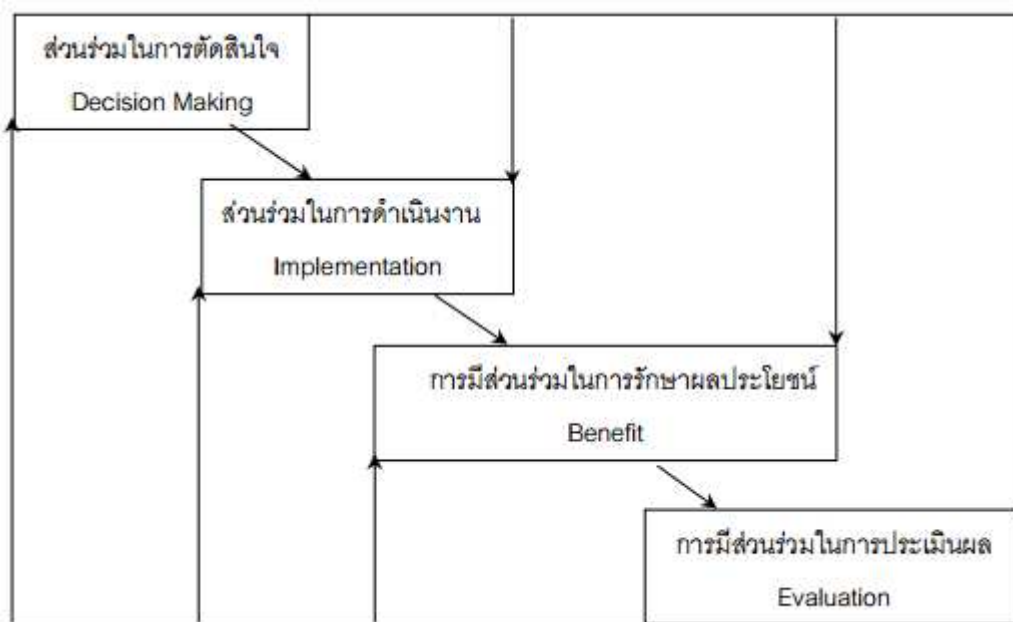 ส่วนร่วมในการตัดสินใจ
Decision Making
ส่วนร่วมในการดำเนินงาน
Implementation
การมีส่วนร่วมในการรักษาผลประโยชน์
Benefit
การมีส่วนร่วมในการประเมินผล
Evaluation